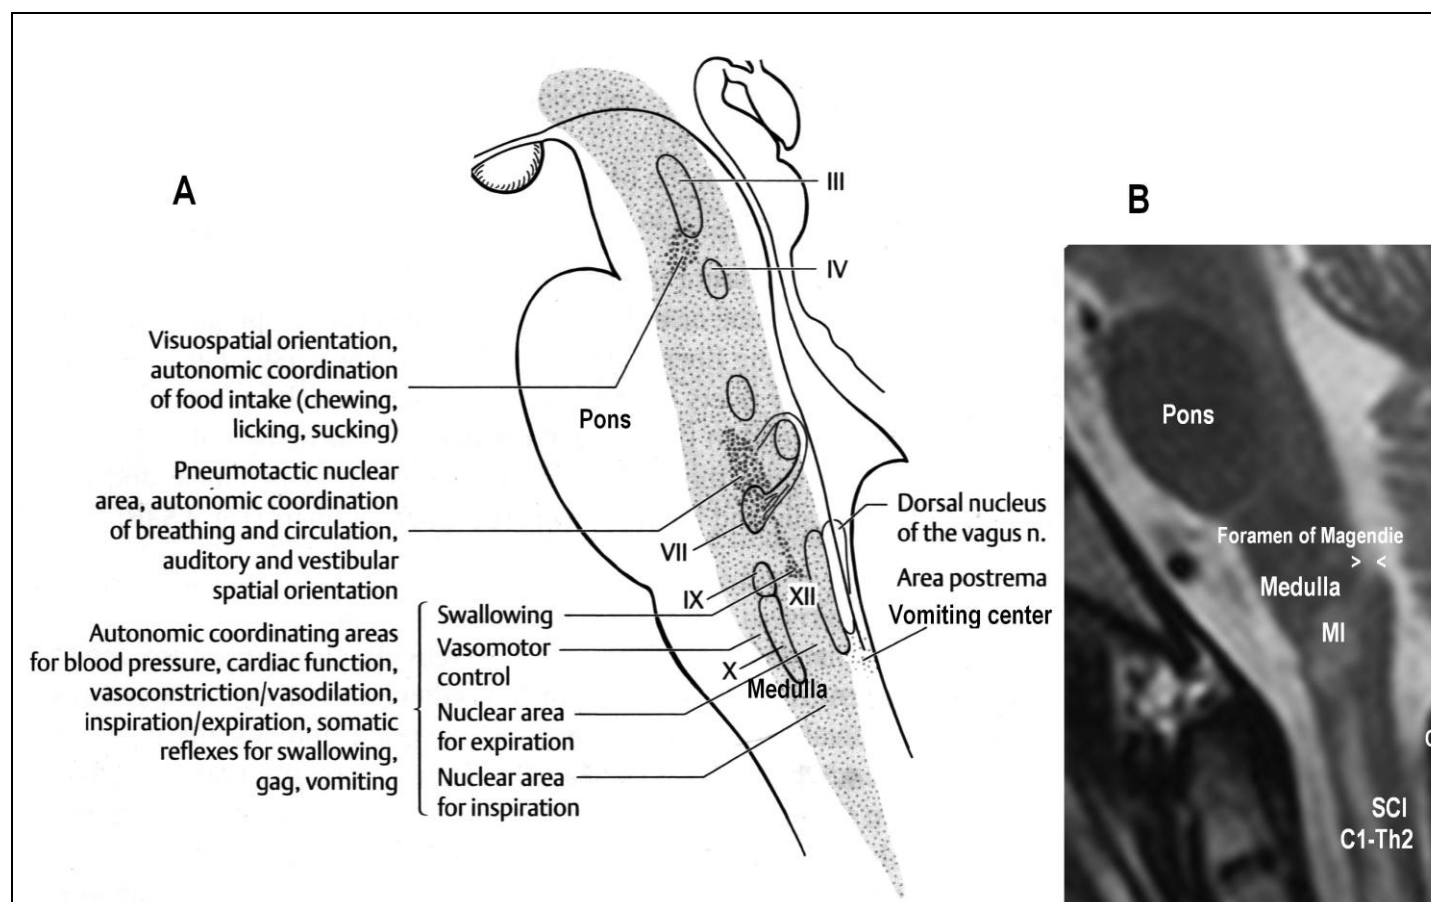 A
III
IV
Visuospatial orientation,
autonomic coordination
of food intake (chewing,
licking, sucking)
Pons
Pneumotactic nuclear
area, autonomic coordination
of breathing and circulation,
auditory and vestibular
spatial orientation
VII
Dorsal nucleus
of the vagus n.
IX
XII
Area postrema
Vomiting center
X
Medulla
Autonomic coordinating areas
for blood pressure, cardiac function,
vasoconstriction/vasodilation,
inspiration/expiration, somatic
reflexes for swallowing,
gag, vomiting
Swallowing
Vasomotor
control
Nuclear area
for expiration
Nuclear area
for inspiration
B
Pons
Foramen of Magendie
> <
Medulla
MI
SCI
C1-Th2